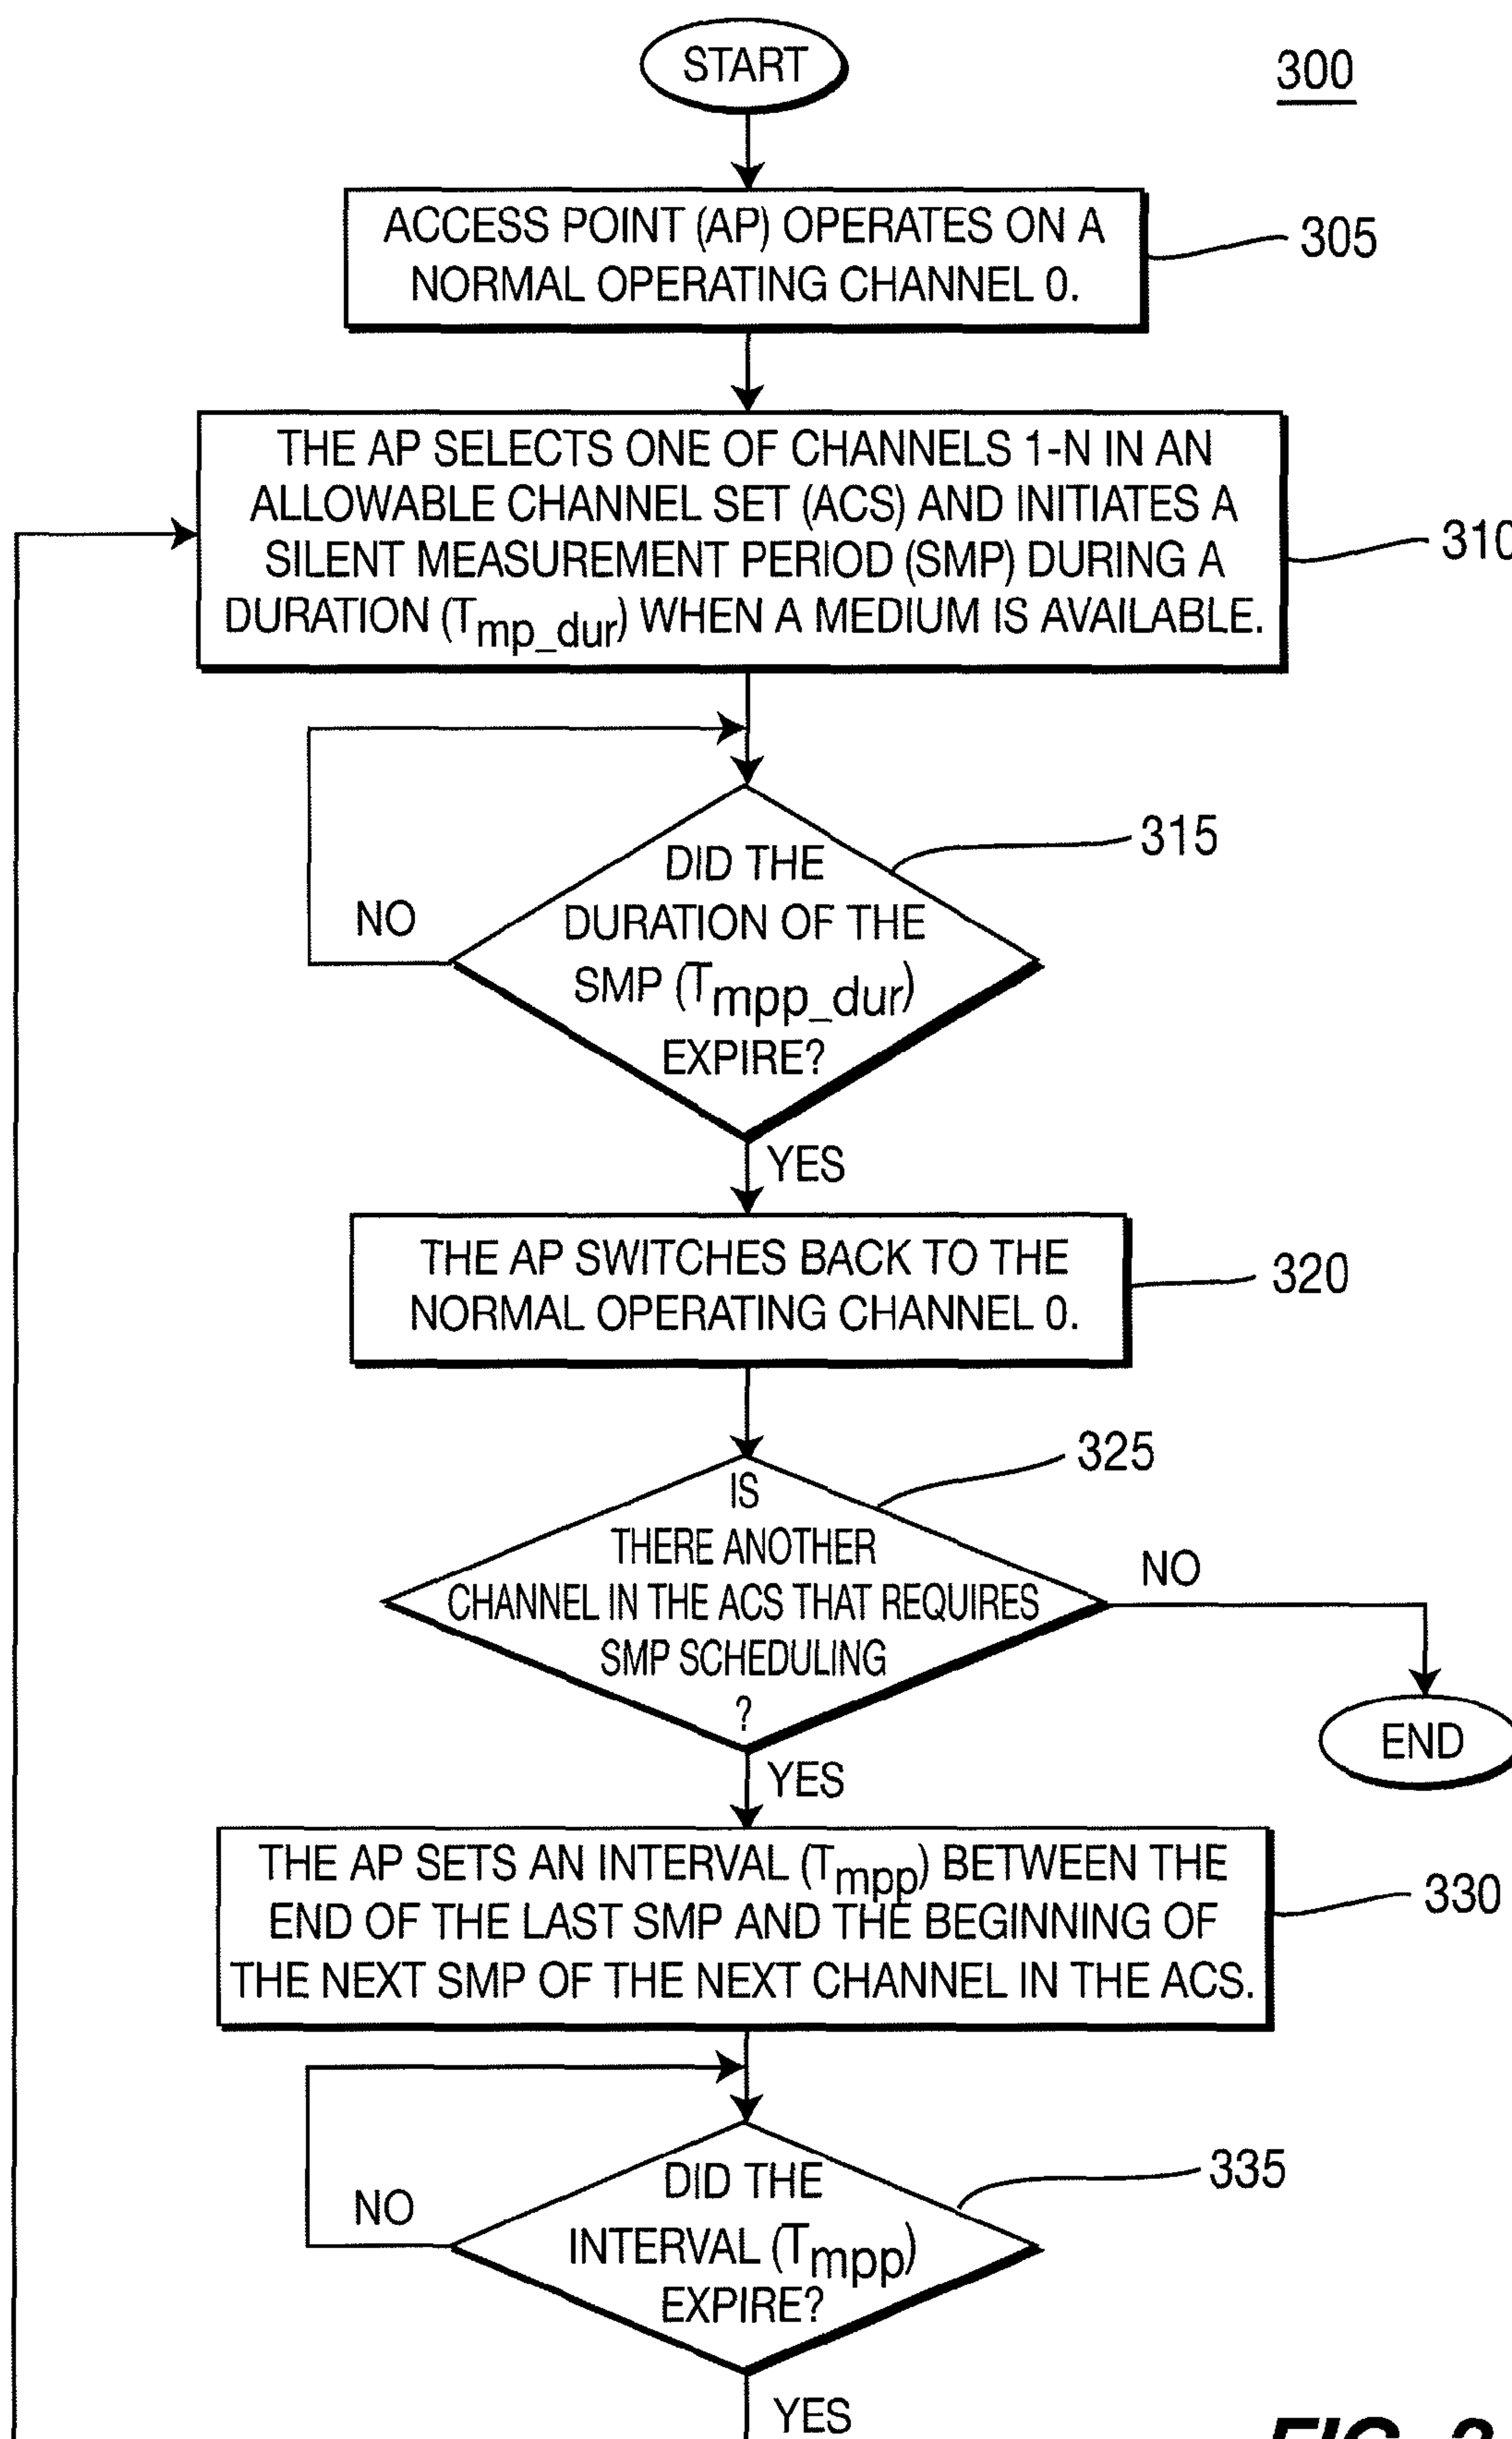 START
300
ACCESS POINT (AP) OPERATES ON A
NORMAL OPERATING CHANNEL 0.
305
THE AP SELECTS ONE OF CHANNELS 1-N IN AN
ALLOWABLE CHANNEL SET (ACS) AND INITIATES A
SILENT MEASUREMENT PERIOD (SMP) DURING A
DURATION (Tmp_dur) WHEN A MEDIUM IS AVAILABLE.
310
DID THE
DURATION OF THE
SMP (Tmpp_dur)
EXPIRE?
315
NO
YES
THE AP SWITCHES BACK TO THE
NORMAL OPERATING CHANNEL 0.
320
IS
THERE ANOTHER
CHANNEL IN THE ACS THAT REQUIRES
SMP SCHEDULING
?
325
NO
END
YES
THE AP SETS AN INTERVAL (Tmpp) BETWEEN THE
END OF THE LAST SMP AND THE BEGINNING OF
THE NEXT SMP OF THE NEXT CHANNEL IN THE ACS.
330
DID THE
INTERVAL (Tmpp)
EXPIRE?
335
NO
YES
FIG.